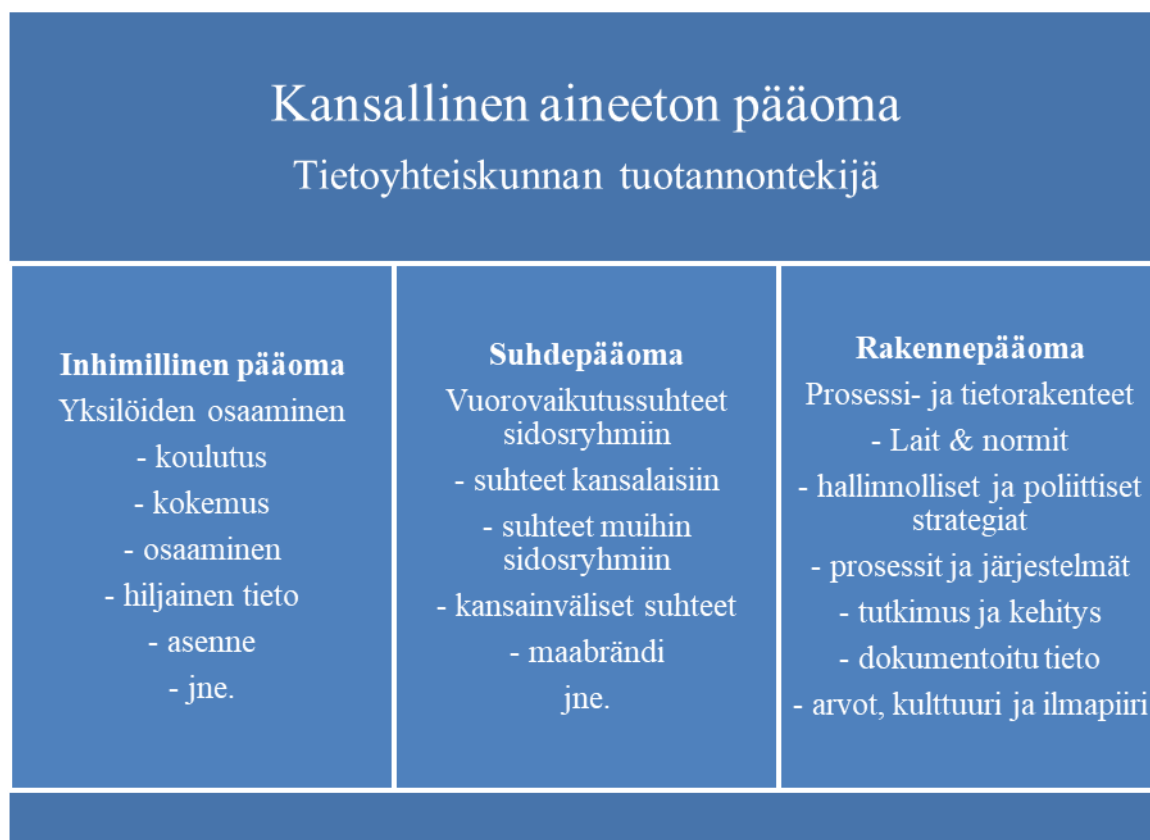 Kansallinen aineeton pääoma
Tietoyhteiskunnan tuotannontekijä
Inhimillinen pääoma
Yksilöiden osaaminen
- koulutus
- kokemus
- osaaminen
- hiljainen tieto
- asenne
- jne.
Suhdepääoma
Vuorovaikutussuhteet
sidosryhmiin
- suhteet kansalaisiin
- suhteet muihin
sidosryhmiin
- kansainväliset suhteet
- maabrändi
jne.
Rakennepääoma
Prosessi- ja tietorakenteet
- Lait & normit
- hallinnolliset ja poliittiset
strategiat
- prosessit ja järjestelmät
- tutkimus ja kehitys
- dokumentoitu tieto
- arvot, kulttuuri ja ilmapiiri